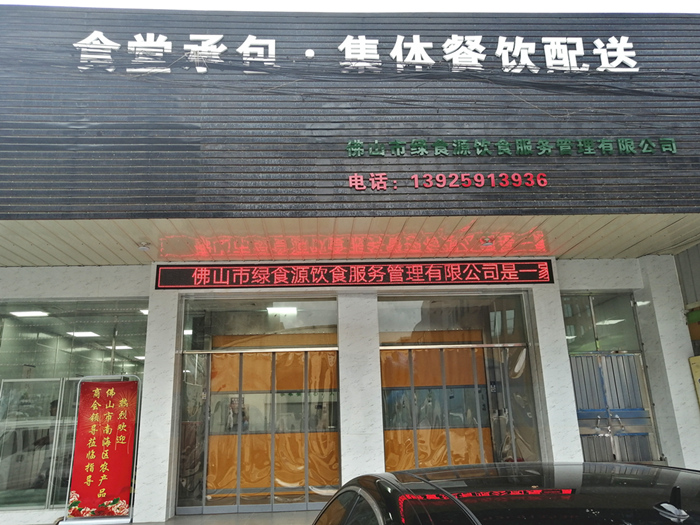 食堂承包·集体餐饮配送
佛山市绿食源饮食服务管理有限公司
电话：13925913936
佛山市绿食源饮食服务管理有限公司是一家
热烈欢迎
佛山市南海区农产品
商会领导莅临指导